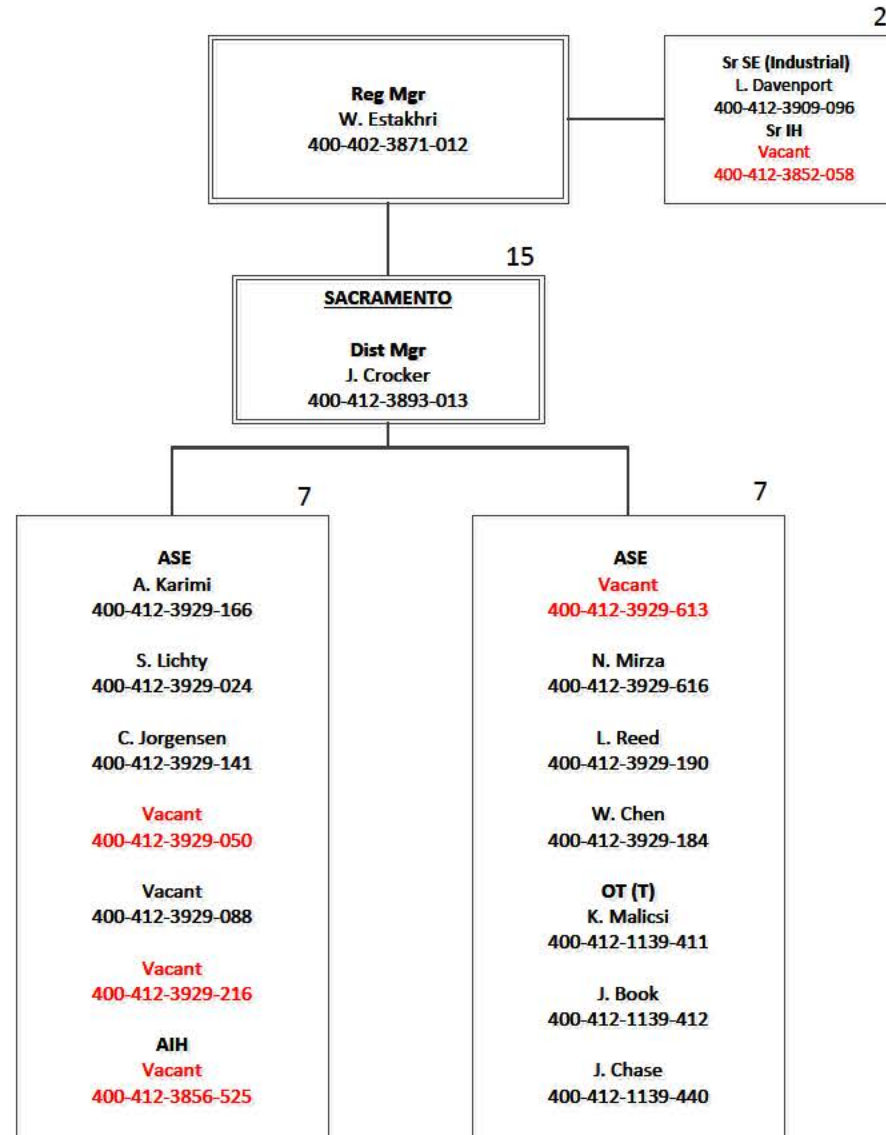 2
Reg Mgr
W. Estakhri
400-402-3871-012
Sr SE (Industrial)
L. Davenport
400-412-3909-096
Sr IH
Vacant
400-412-3852-058
15
SACRAMENTO
Dist Mgr
J. Crocker
400-412-3893-013
7
ASE
A. Karimi
400-412-3929-166
S. Lichty
400-412-3929-024
C. Jorgensen
400-412-3929-141
Vacant
400-412-3929-050
Vacant
400-412-3929-088
Vacant
400-412-3929-216
AIH
Vacant
400-412-3856-525
7
ASE
Vacant
400-412-3929-613
N. Mirza
400-412-3929-616
L. Reed
400-412-3929-190
W. Chen
400-412-3929-184
OT (T)
K. Malicsi
400-412-1139-411
J. Book
400-412-1139-412
J. Chase
400-412-1139-440